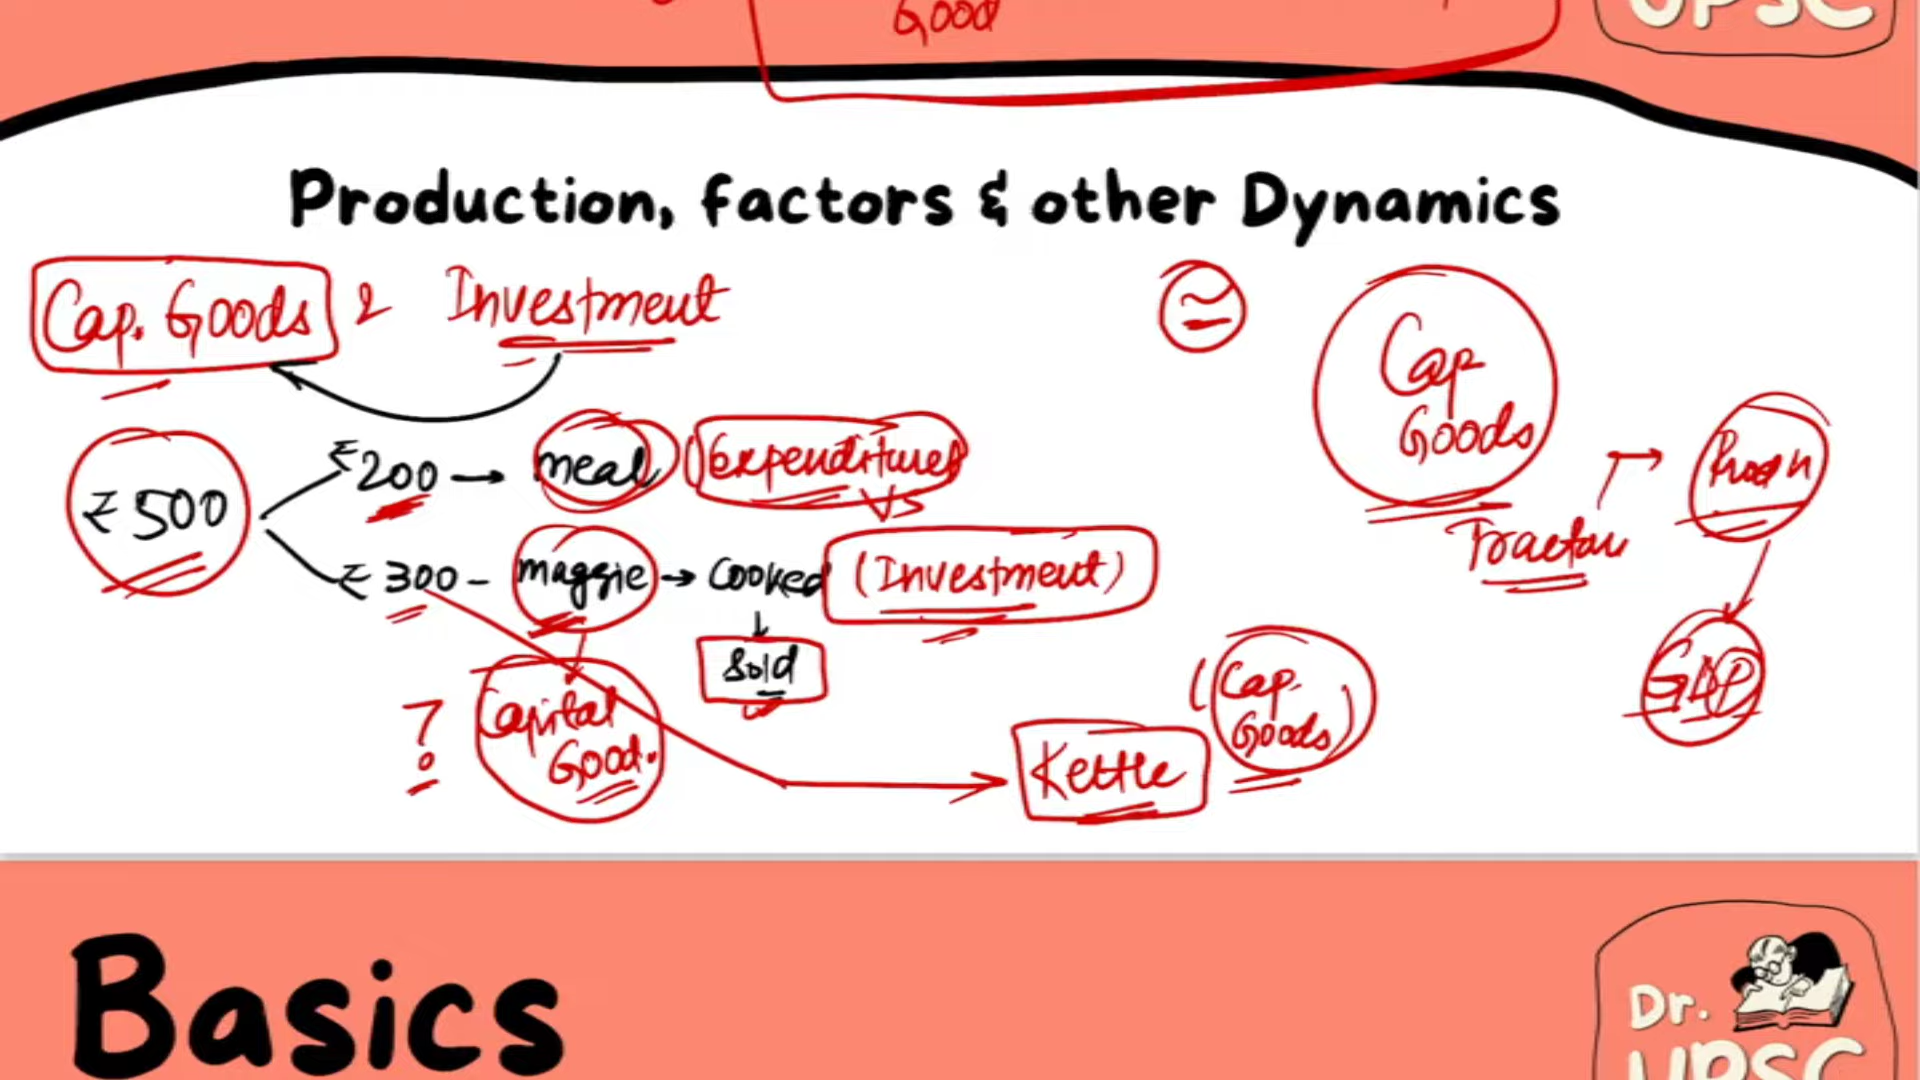 Good
UPSC
Production, factors & other Dynamics
Cap. Goods & Investment
Cap Goods
₹500
₹200 → meal (Expenditure)
vs
₹300 - maggie → cooked (Investment)
↓
Sold
Capital Good.
?
Kettle
(Cap. Goods)
Tractor
Prodn
GDP
Basics
Dr.
UPSC